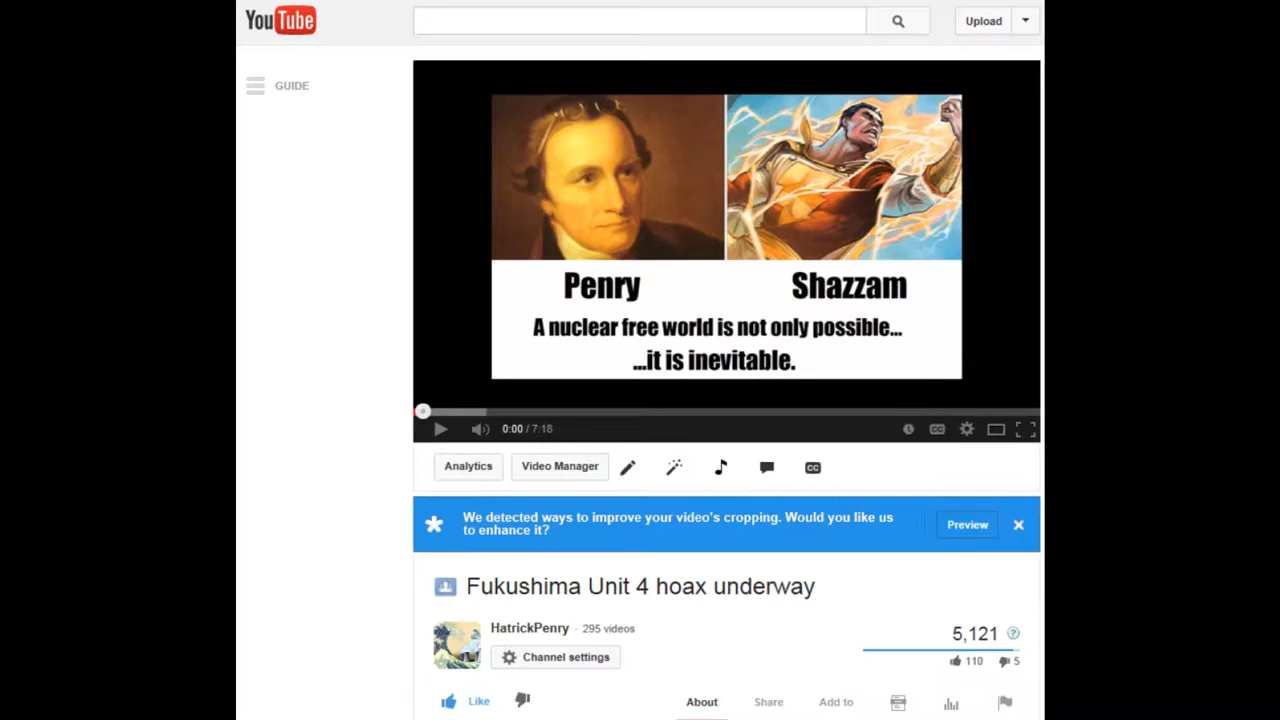 YouTube
Upload
GUIDE
Penry Shazzam
A nuclear free world is not only possible...
...it is inevitable.
0:00 / 7:18
CC
Analytics Video Manager CC
We detected ways to improve your video's cropping. Would you like us
to enhance it?
Preview
Fukushima Unit 4 hoax underway
HatrickPenry · 295 videos
5,121 ?
Channel settings
110 5
Like About Share Add to